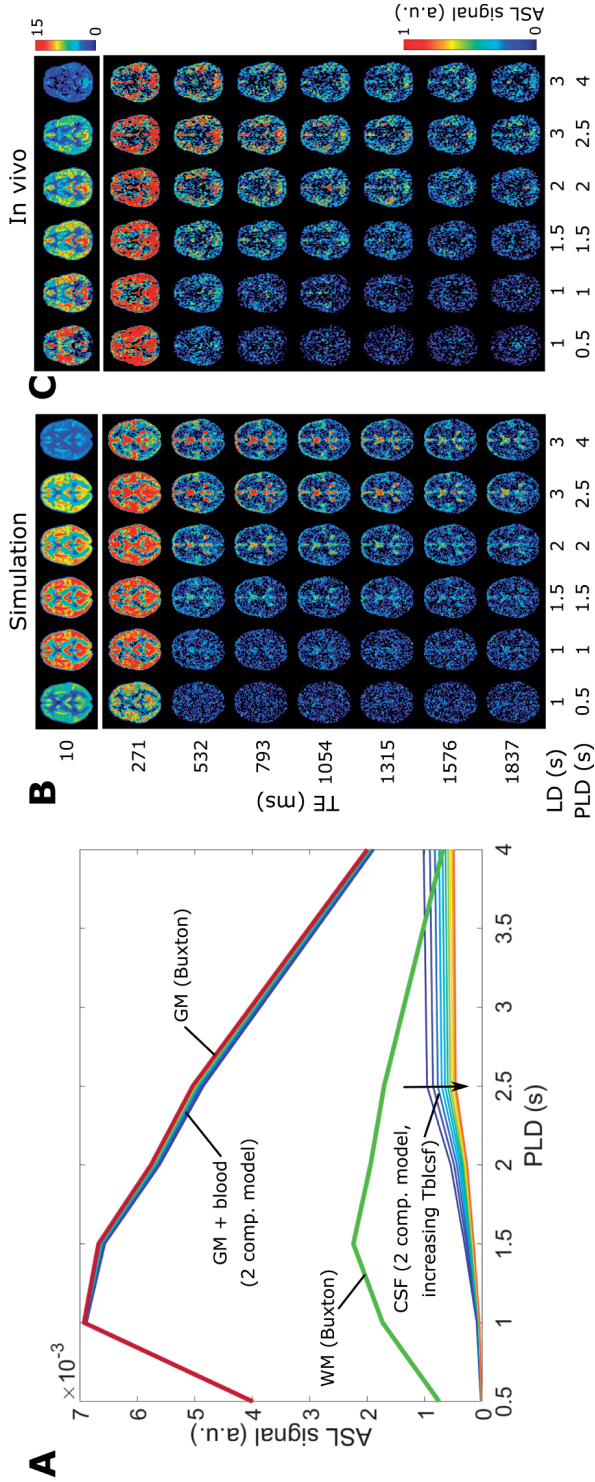 A
×10⁻³
7
6
5
4
3
2
1
0
ASL signal (a.u.)
0.5
1
1.5
2
2.5
3
3.5
4
PLD (s)
GM (Buxton)
GM + blood
(2 comp. model)
WM (Buxton)
CSF (2 comp. model,
increasing Tblcsf)
B
Simulation
TE (ms)
10
271
532
793
1054
1315
1576
1837
LD (s) 1 1 1.5 2 3 3
PLD (s) 0.5 1 1.5 2 2.5 4
C
In vivo
15
0
ASL signal (a.u.)
1
0
1 1 1.5 2 3 3
0.5 1 1.5 2 2.5 4